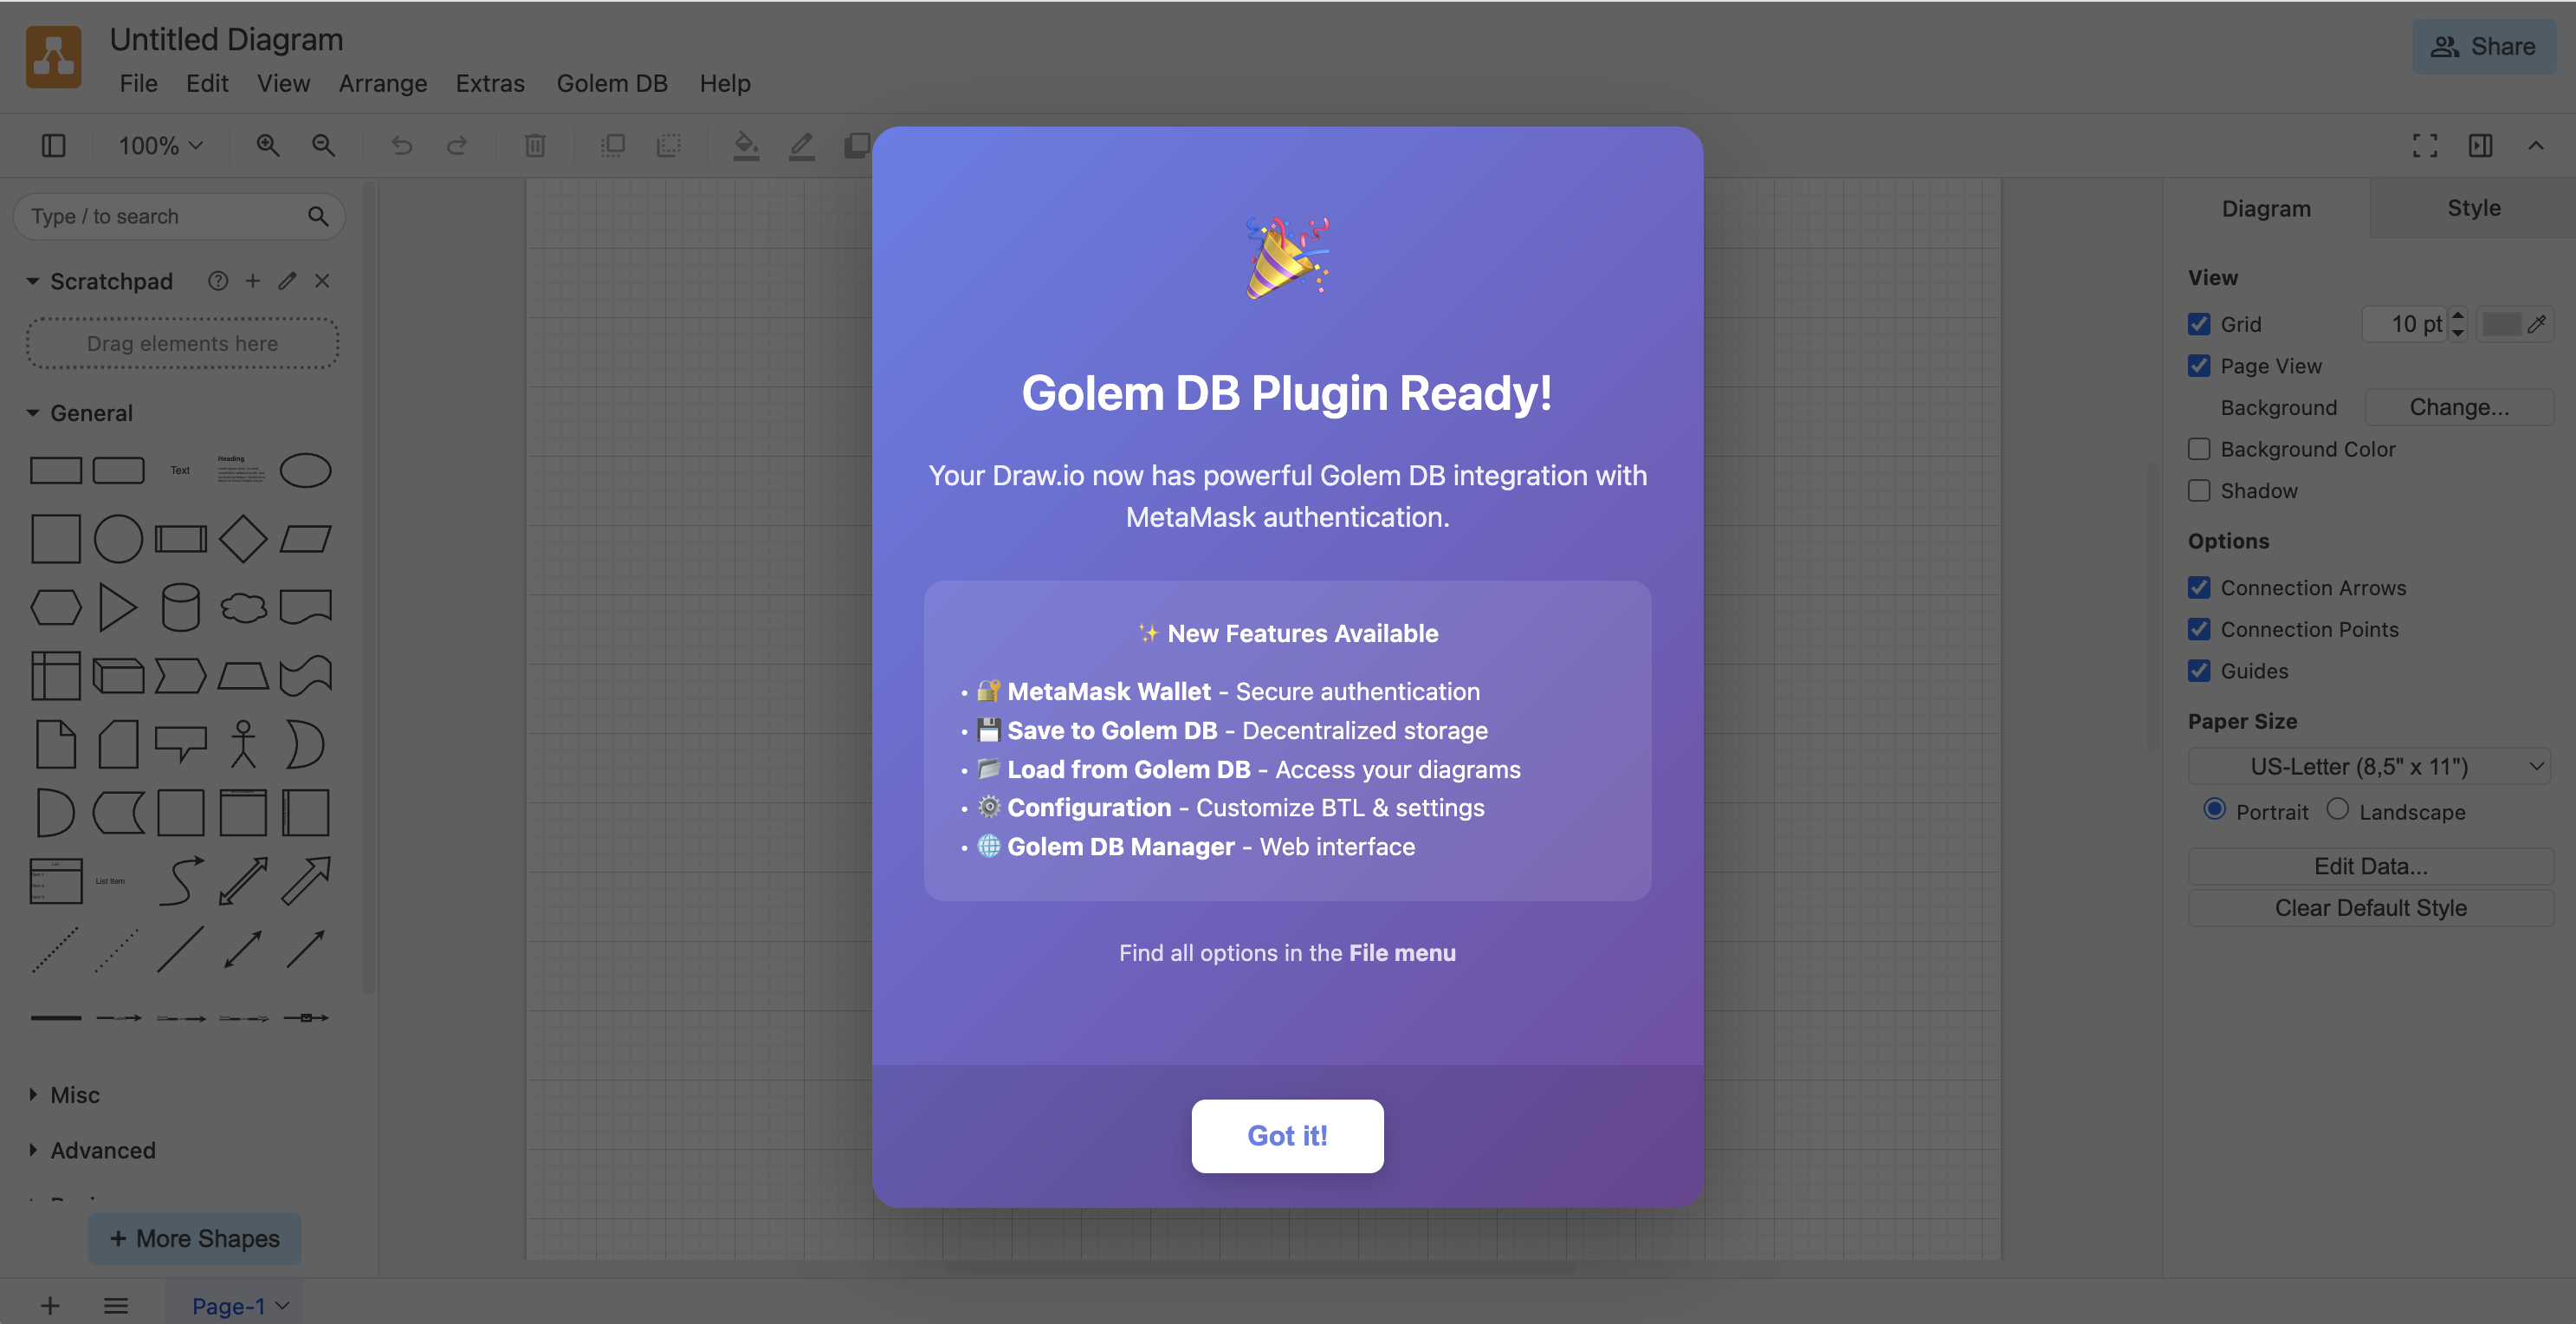 Untitled Diagram
File Edit View Arrange Extras Golem DB Help
Share
100%
Type / to search
Scratchpad
Drag elements here
General
Text
Heading
List Item
Misc
Advanced
+ More Shapes
Page-1
Golem DB Plugin Ready!
Your Draw.io now has powerful Golem DB integration with
MetaMask authentication.
✨ New Features Available
• 🔐 MetaMask Wallet - Secure authentication
• 💾 Save to Golem DB - Decentralized storage
• 📂 Load from Golem DB - Access your diagrams
• ⚙️ Configuration - Customize BTL & settings
• 🌐 Golem DB Manager - Web interface
Find all options in the File menu
Got it!
Diagram Style
View
Grid 10 pt
Page View
Background Change...
Background Color
Shadow
Options
Connection Arrows
Connection Points
Guides
Paper Size
US-Letter (8,5" x 11")
Portrait Landscape
Edit Data...
Clear Default Style